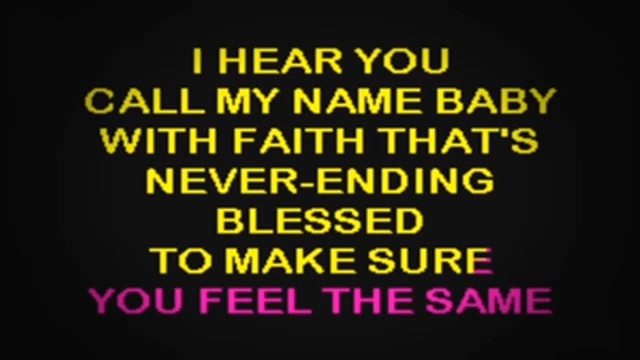 I HEAR YOU
CALL MY NAME BABY
WITH FAITH THAT'S
NEVER-ENDING
BLESSED
TO MAKE SURE
YOU FEEL THE SAME